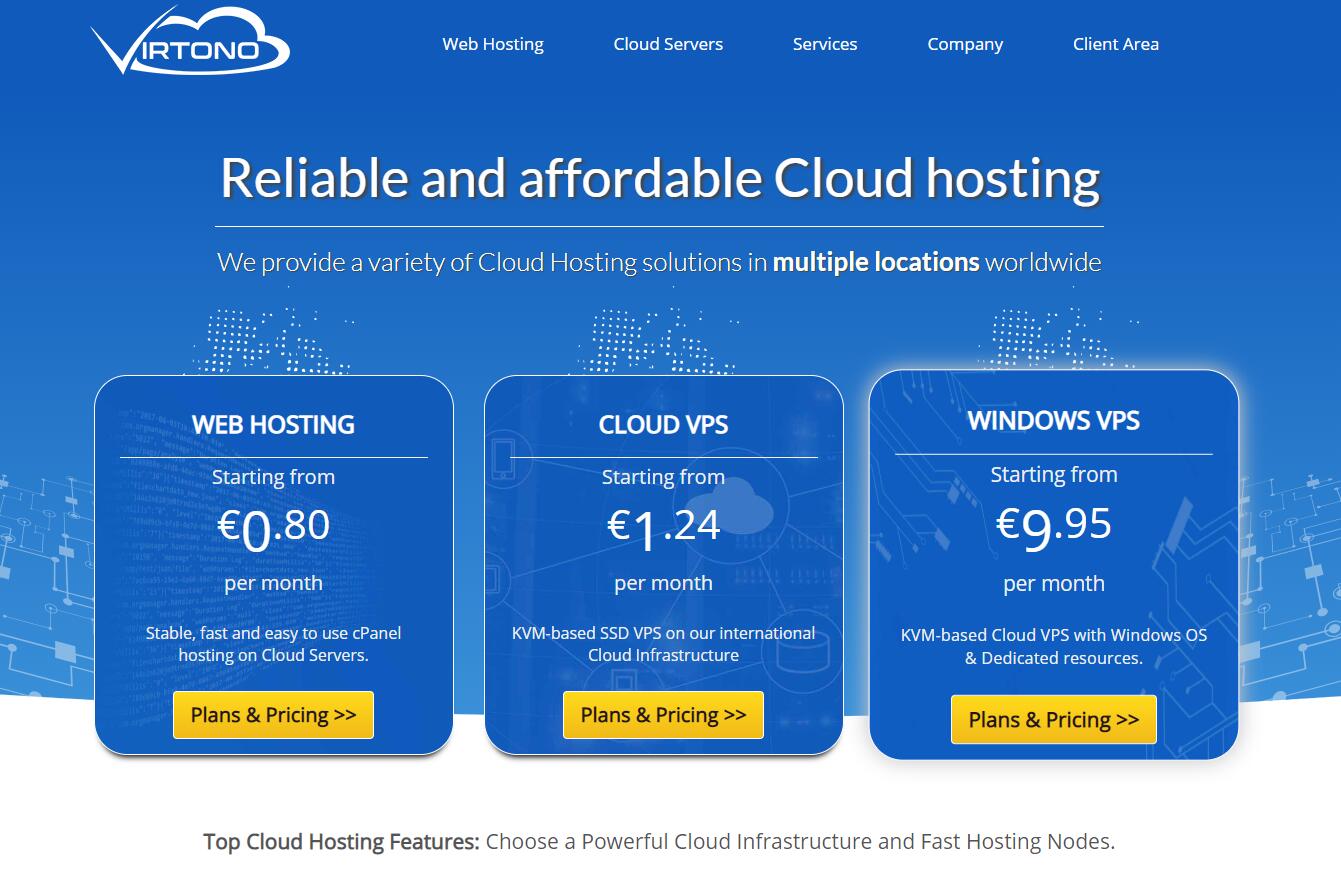 VIRTONO
Web Hosting
Cloud Servers
Services
Company
Client Area
Reliable and affordable Cloud hosting
We provide a variety of Cloud Hosting solutions in multiple locations worldwide
WEB HOSTING
Starting from
€0.80
per month
Stable, fast and easy to use cPanel
hosting on Cloud Servers.
Plans & Pricing >>
CLOUD VPS
Starting from
€1.24
per month
KVM-based SSD VPS on our international
Cloud Infrastructure
Plans & Pricing >>
WINDOWS VPS
Starting from
€9.95
per month
KVM-based Cloud VPS with Windows OS
& Dedicated resources.
Plans & Pricing >>
Top Cloud Hosting Features: Choose a Powerful Cloud Infrastructure and Fast Hosting Nodes.